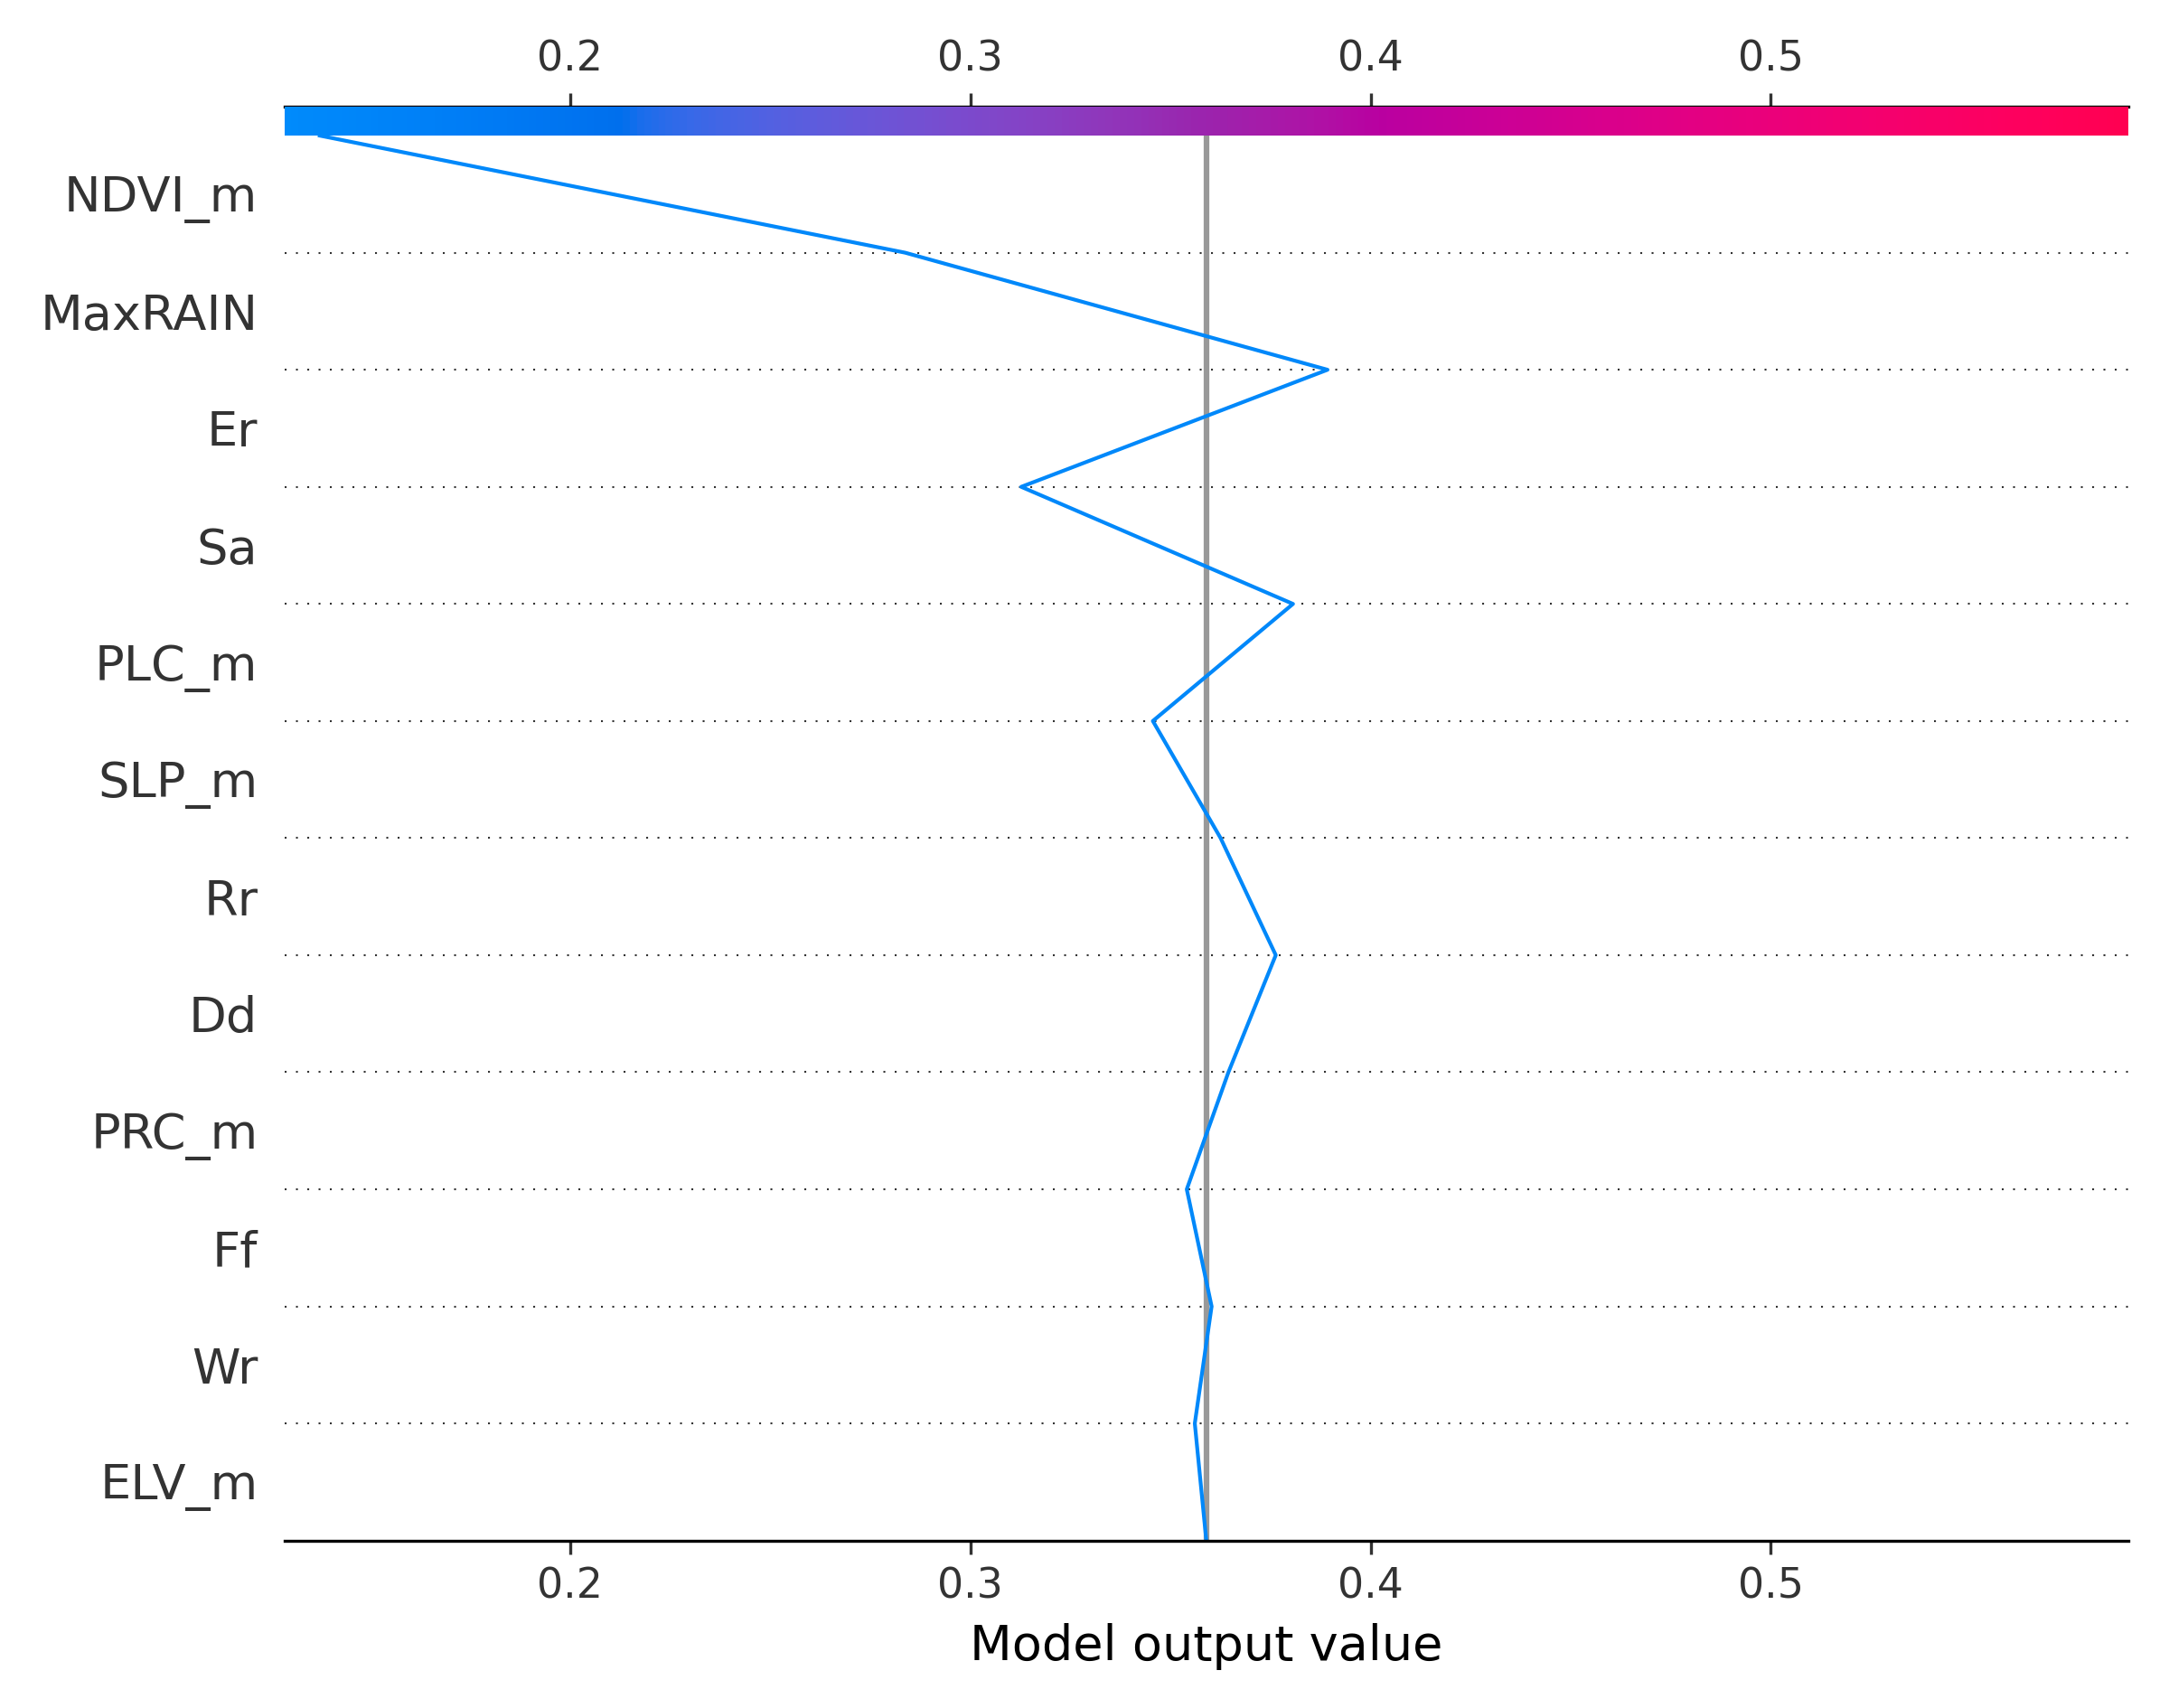 0.2 0.3 0.4 0.5
NDVI_m
MaxRAIN
Er
Sa
PLC_m
SLP_m
Rr
Dd
PRC_m
Ff
Wr
ELV_m
0.2 0.3 0.4 0.5
Model output value